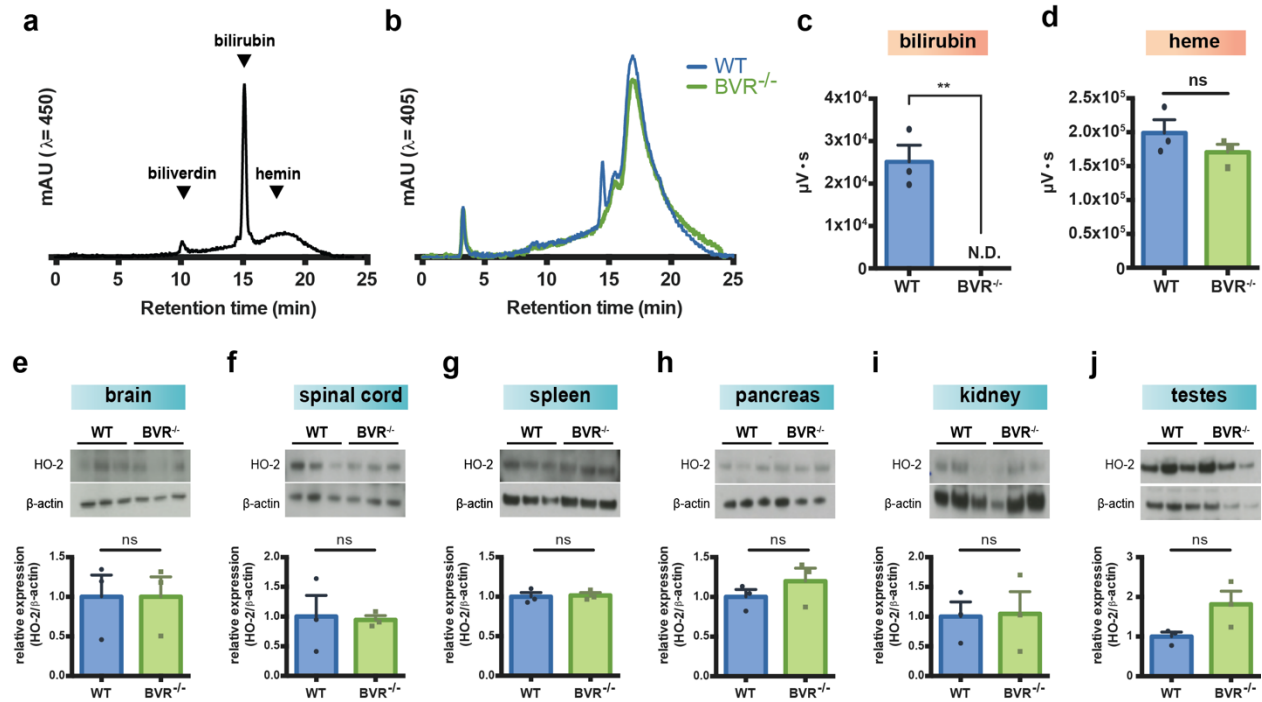 a
mAU (λ= 450)
bilirubin
biliverdin
hemin
0 5 10 15 20 25
Retention time (min)
b
mAU (λ= 405)
WT
BVR⁻/⁻
0 5 10 15 20 25
Retention time (min)
c
bilirubin
**
4x10⁴
3x10⁴
2x10⁴
1x10⁴
0
µV·s
N.D.
WT BVR⁻/⁻
d
heme
ns
2.5x10⁵
2.0x10⁵
1.5x10⁵
1.0x10⁵
5.0x10⁵
0
µV·s
WT BVR⁻/⁻
e
brain
WT BVR⁻/⁻
HO-2
β-actin
ns
relative expression
(HO-2/β-actin)
1.5
1.0
0.5
0.0
WT BVR⁻/⁻
f
spinal cord
WT BVR⁻/⁻
HO-2
β-actin
ns
relative expression
(HO-2/β-actin)
2.0
1.5
1.0
0.5
0.0
WT BVR⁻/⁻
g
spleen
WT BVR⁻/⁻
HO-2
β-actin
ns
relative expression
(HO-2/β-actin)
1.5
1.0
0.5
0.0
WT BVR⁻/⁻
h
pancreas
WT BVR⁻/⁻
HO-2
β-actin
ns
relative expression
(HO-2/β-actin)
1.5
1.0
0.5
0.0
WT BVR⁻/⁻
i
kidney
WT BVR⁻/⁻
HO-2
β-actin
ns
relative expression
(HO-2/β-actin)
2.0
1.5
1.0
0.5
0.0
WT BVR⁻/⁻
j
testes
WT BVR⁻/⁻
HO-2
β-actin
ns
relative expression
(HO-2/β-actin)
3
2
1
0
WT BVR⁻/⁻